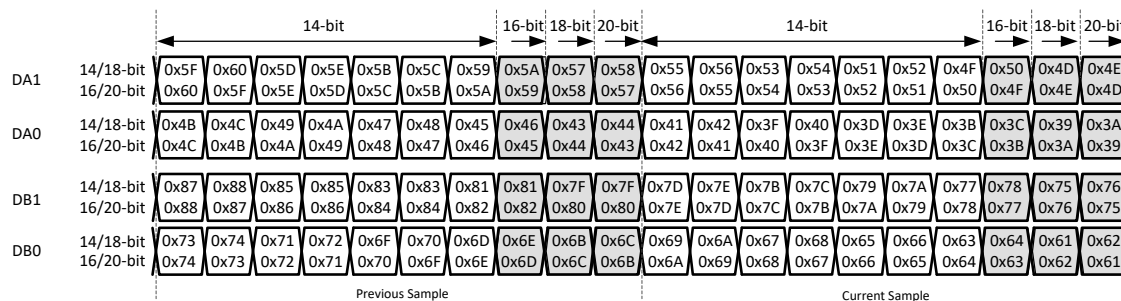 14-bit 16-bit 18-bit 20-bit 14-bit 16-bit 18-bit 20-bit
DA1
14/18-bit 0x5F 0x60 0x5D 0x5E 0x5B 0x5C 0x59 0x5A 0x57 0x58 0x55 0x56 0x53 0x54 0x51 0x52 0x4F 0x50 0x4D 0x4E
16/20-bit 0x60 0x5F 0x5E 0x5D 0x5C 0x5B 0x5A 0x59 0x58 0x57 0x56 0x55 0x54 0x53 0x52 0x51 0x50 0x4F 0x4E 0x4D
DA0
14/18-bit 0x4B 0x4C 0x49 0x4A 0x47 0x48 0x45 0x46 0x43 0x44 0x41 0x42 0x3F 0x40 0x3D 0x3E 0x3B 0x3C 0x39 0x3A
16/20-bit 0x4C 0x4B 0x4A 0x49 0x48 0x47 0x46 0x45 0x44 0x43 0x42 0x41 0x40 0x3F 0x3E 0x3D 0x3C 0x3B 0x3A 0x39
DB1
14/18-bit 0x87 0x88 0x85 0x85 0x83 0x83 0x81 0x81 0x7F 0x7F 0x7D 0x7E 0x7B 0x7C 0x79 0x7A 0x77 0x78 0x75 0x76
16/20-bit 0x88 0x87 0x86 0x86 0x84 0x84 0x82 0x82 0x80 0x80 0x7E 0x7D 0x7C 0x7B 0x7A 0x79 0x78 0x77 0x76 0x75
DB0
14/18-bit 0x73 0x74 0x71 0x72 0x6F 0x70 0x6D 0x6E 0x6B 0x6C 0x69 0x6A 0x67 0x68 0x65 0x66 0x63 0x64 0x61 0x62
16/20-bit 0x74 0x73 0x72 0x71 0x70 0x6F 0x6E 0x6D 0x6C 0x6B 0x6A 0x69 0x68 0x67 0x66 0x65 0x64 0x63 0x62 0x61
Previous Sample Current Sample